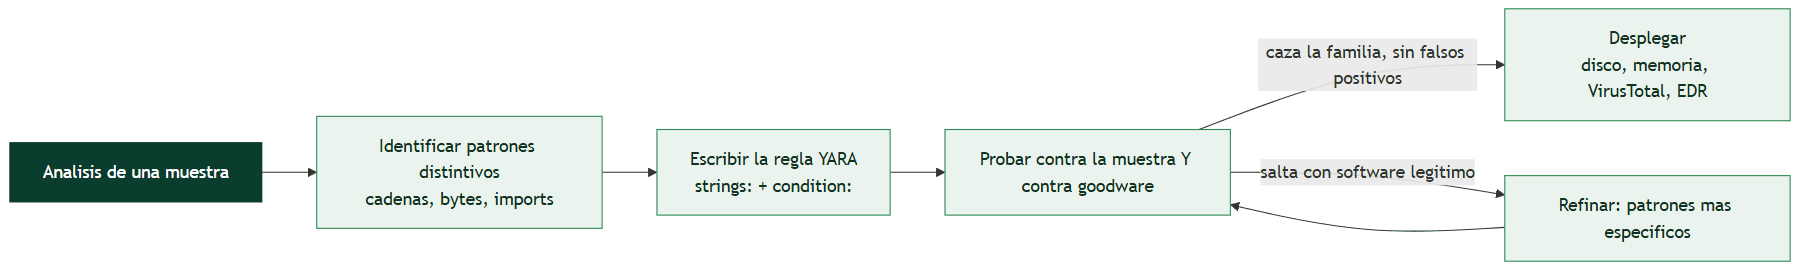 Analisis de una muestra
Identificar patrones
distintivos
cadenas, bytes, imports
Escribir la regla YARA
strings: + condition:
Probar contra la muestra Y
contra goodware
caza la familia, sin falsos
positivos
salta con software legitimo
Desplegar
disco, memoria,
VirusTotal, EDR
Refinar: patrones mas
especificos